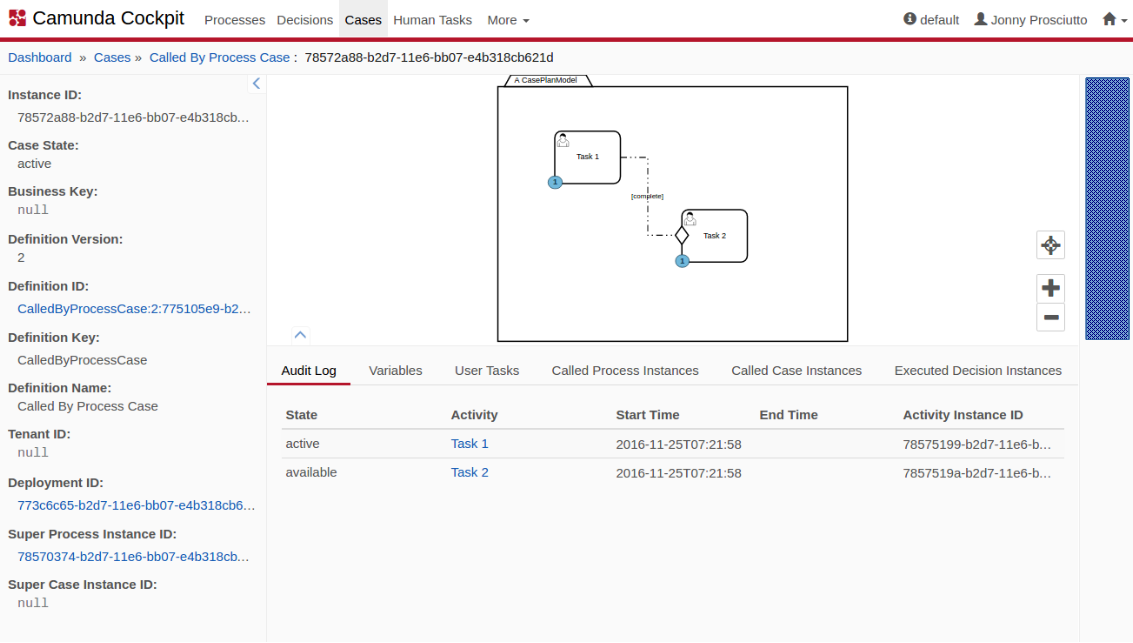 Camunda Cockpit Processes Decisions Cases Human Tasks More default Jonny Prosciutto
Dashboard » Cases » Called By Process Case : 78572a88-b2d7-11e6-bb07-e4b318cb621d
Instance ID:
78572a88-b2d7-11e6-bb07-e4b318cb...
Case State:
active
Business Key:
null
Definition Version:
2
Definition ID:
CalledByProcessCase:2:775105e9-b2...
Definition Key:
CalledByProcessCase
Definition Name:
Called By Process Case
Tenant ID:
null
Deployment ID:
773c6c65-b2d7-11e6-bb07-e4b318cb6...
Super Process Instance ID:
78570374-b2d7-11e6-bb07-e4b318cb...
Super Case Instance ID:
null
A CasePlanModel
Task 1
1
[complete]
Task 2
1
Audit Log Variables User Tasks Called Process Instances Called Case Instances Executed Decision Instances
State Activity Start Time End Time Activity Instance ID
active Task 1 2016-11-25T07:21:58 78575199-b2d7-11e6-b...
available Task 2 2016-11-25T07:21:58 7857519a-b2d7-11e6-b...